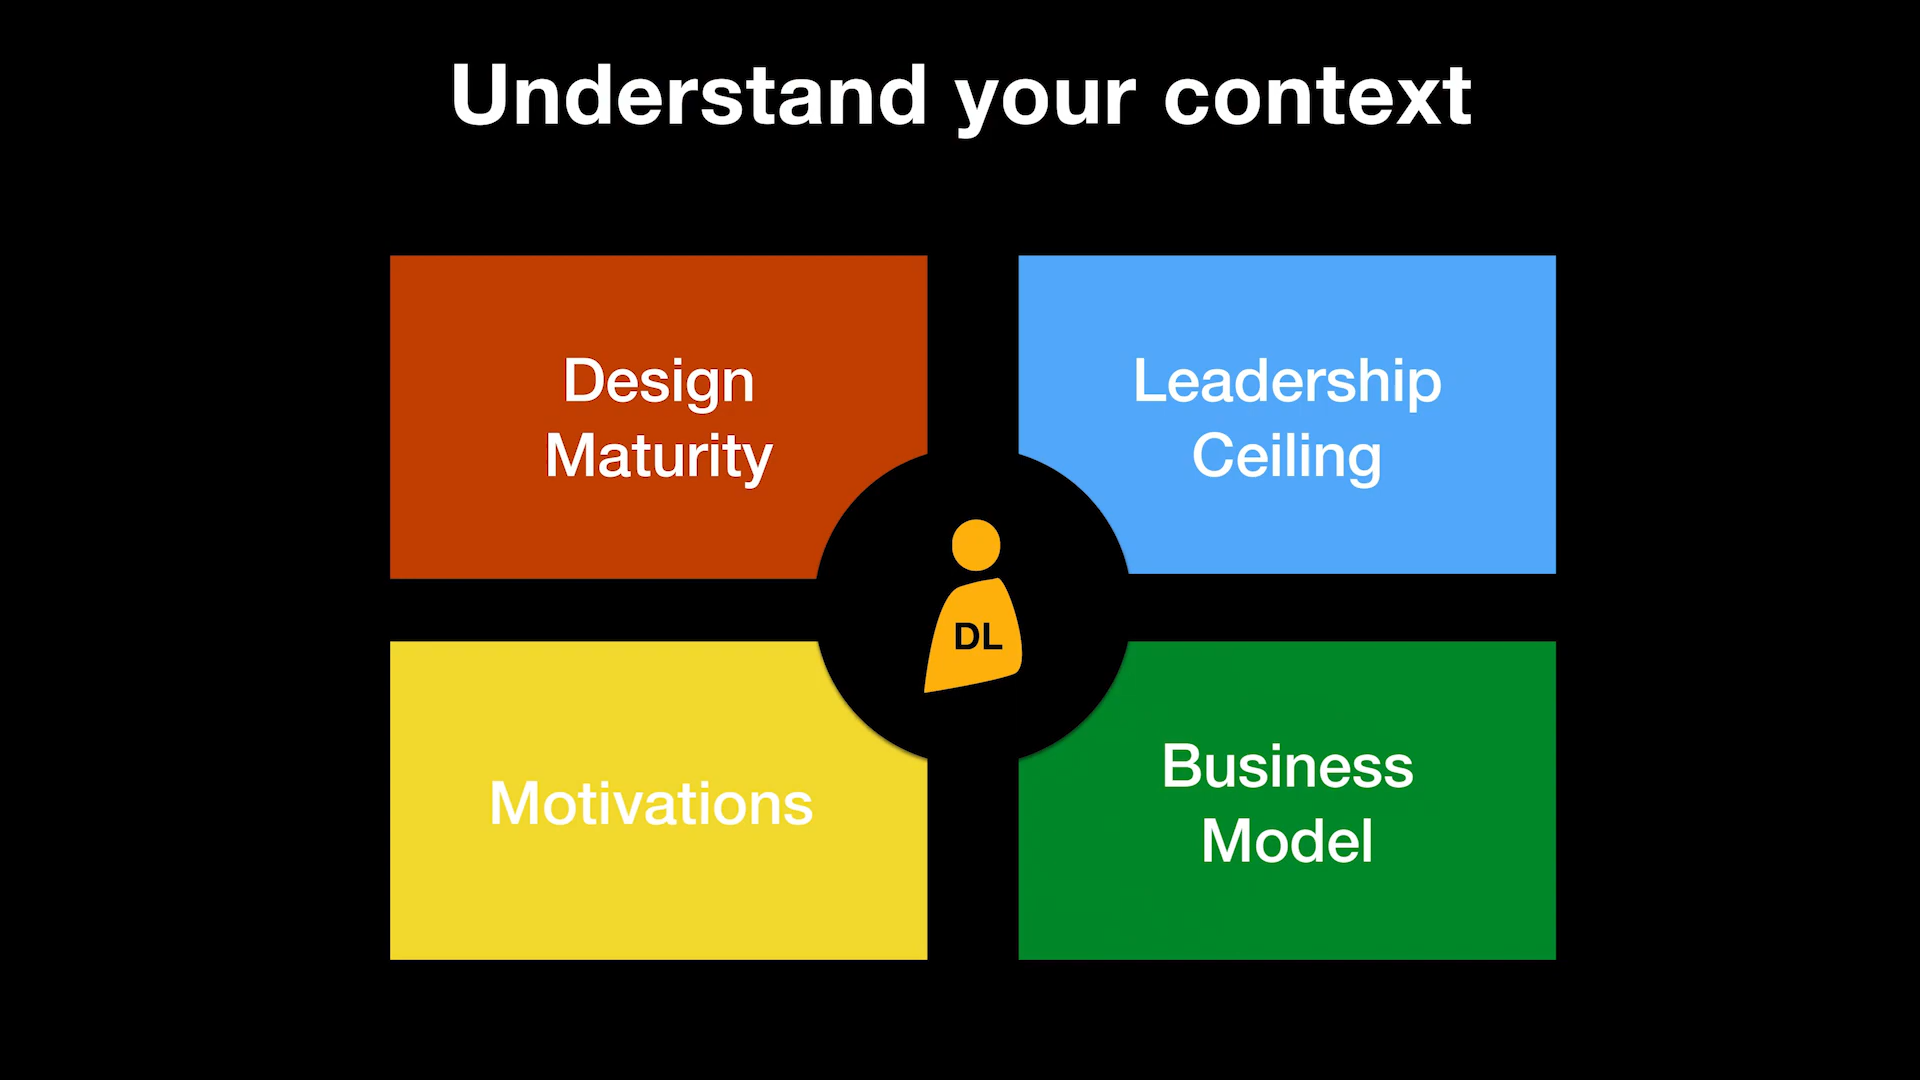 Understand your context
Design
Maturity
Leadership
Ceiling
DL
Motivations
Business
Model